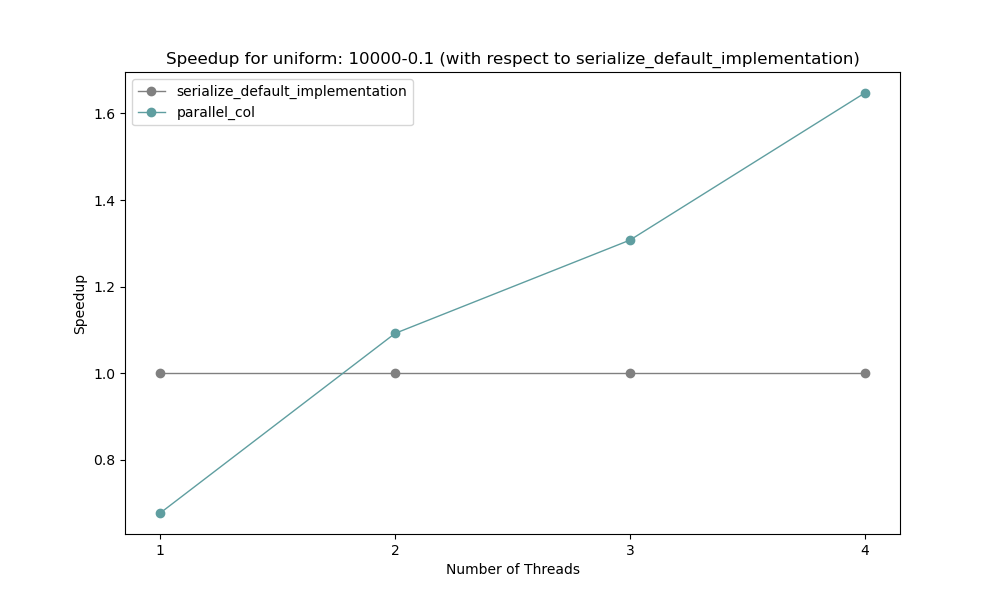 Speedup for uniform: 10000-0.1 (with respect to serialize_default_implementation)
serialize_default_implementation
parallel_col
1.6
1.4
1.2
1.0
0.8
Speedup
1 2 3 4
Number of Threads